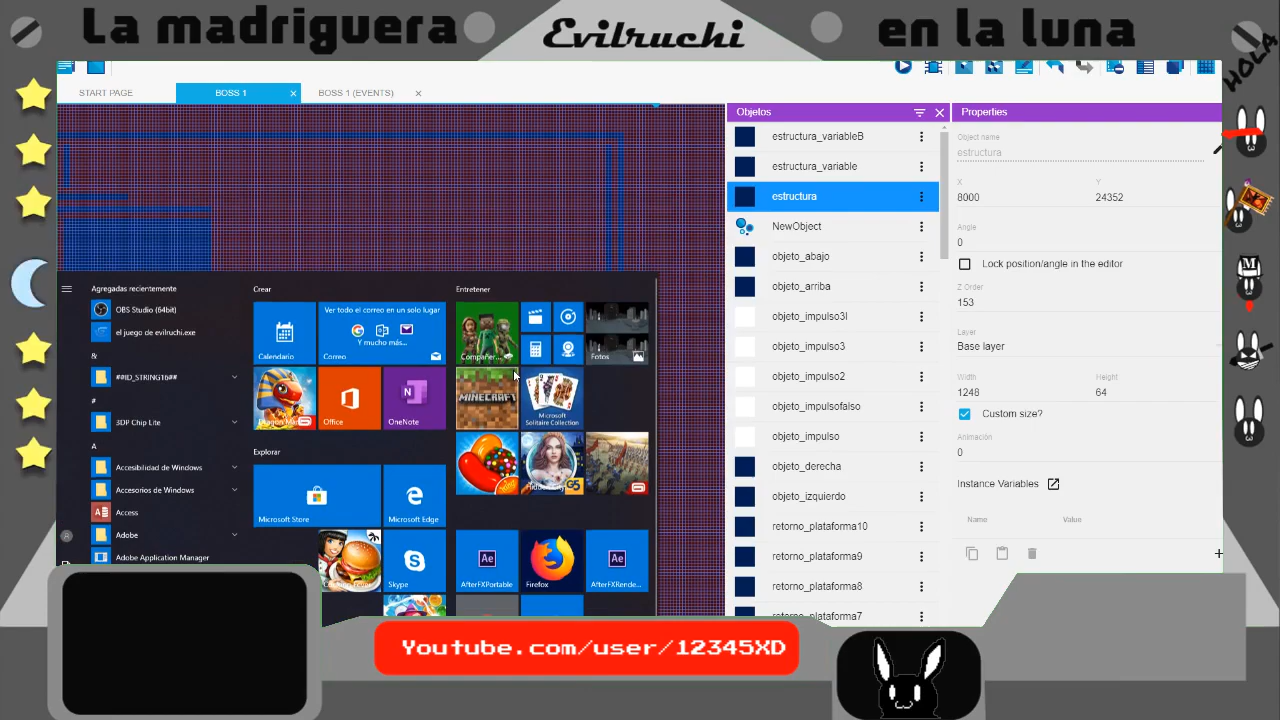 La madriguera
Evilruchi
en la luna
HOLA
START PAGE
BOSS 1
BOSS 1 (EVENTS)
Objetos
Properties
estructura_variableB
estructura_variable
estructura
NewObject
objeto_abajo
objeto_arriba
objeto_impulso3I
objeto_impulso3
objeto_impulso2
objeto_impulsofalso
objeto_impulso
objeto_derecha
objeto_izquierdo
retorno_plataforma10
retorno_plataforma9
retorno_plataforma8
retorno_plataforma7
Object name
estructura
X
Y
8000
24352
Angle
0
Lock position/angle in the editor
Z Order
153
Layer
Base layer
Width
Height
1248
64
Custom size?
Animación
0
Instance Variables
Name
Value
Agregadas recientemente
OBS Studio (64bit)
el juego de evilruchi.exe
&
##ID_STRING16##
#
3DP Chip Lite
A
Accesibilidad de Windows
Accesorios de Windows
Access
Adobe
Adobe Application Manager
Crear
Calendario
Ver todo el correo en un solo lugar
Y mucho más...
Correo
Office
OneNote
Explorar
Microsoft Store
Microsoft Edge
Skype
Entretener
Compañer...
Fotos
MINECRAFT
Microsoft
Solitaire Collection
G5
AfterFXPortable
Firefox
AfterFXRende...
M
Youtube.com/user/12345XD